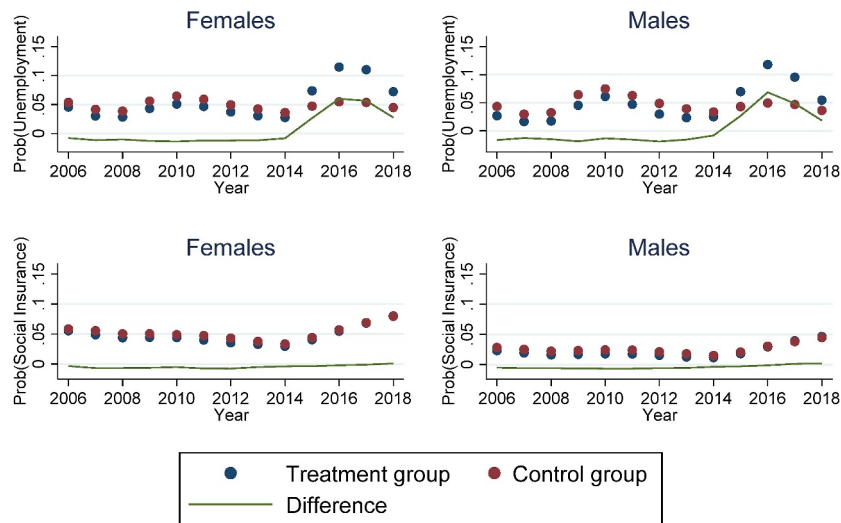 Females
Prob(Unemployment)
.15
.1
.05
0
2006 2008 2010 2012 2014 2016 2018
Year
Males
Prob(Unemployment)
.15
.1
.05
0
2006 2008 2010 2012 2014 2016 2018
Year
Females
Prob(Social Insurance)
.15
.1
.05
0
2006 2008 2010 2012 2014 2016 2018
Year
Males
Prob(Social Insurance)
.15
.1
.05
0
2006 2008 2010 2012 2014 2016 2018
Year
Treatment group Control group
Difference